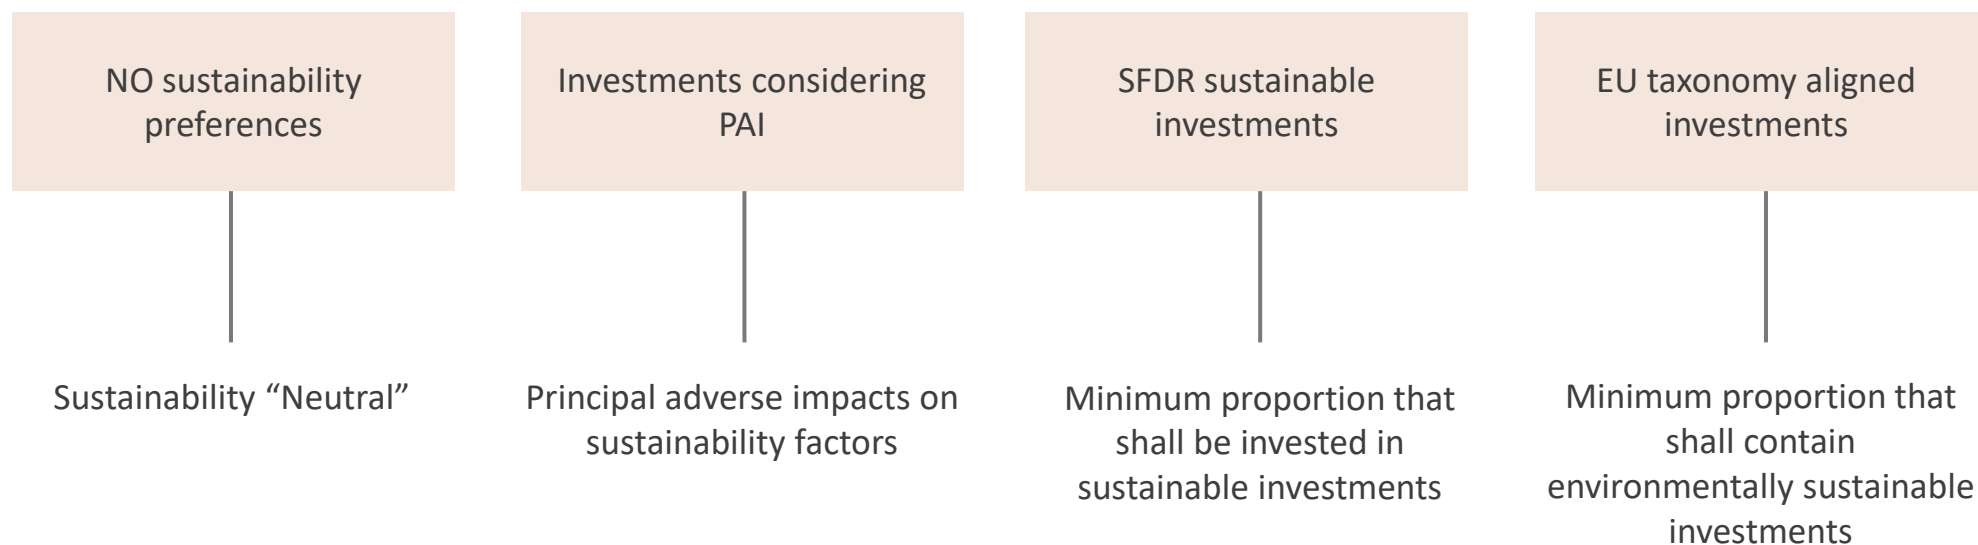 NO sustainability
preferences
Investments considering
PAI
SFDR sustainable
investments
EU taxonomy aligned
investments
Sustainability “Neutral”
Principal adverse impacts on
sustainability factors
Minimum proportion that
shall be invested in
sustainable investments
Minimum proportion that
shall contain
environmentally sustainable
investments